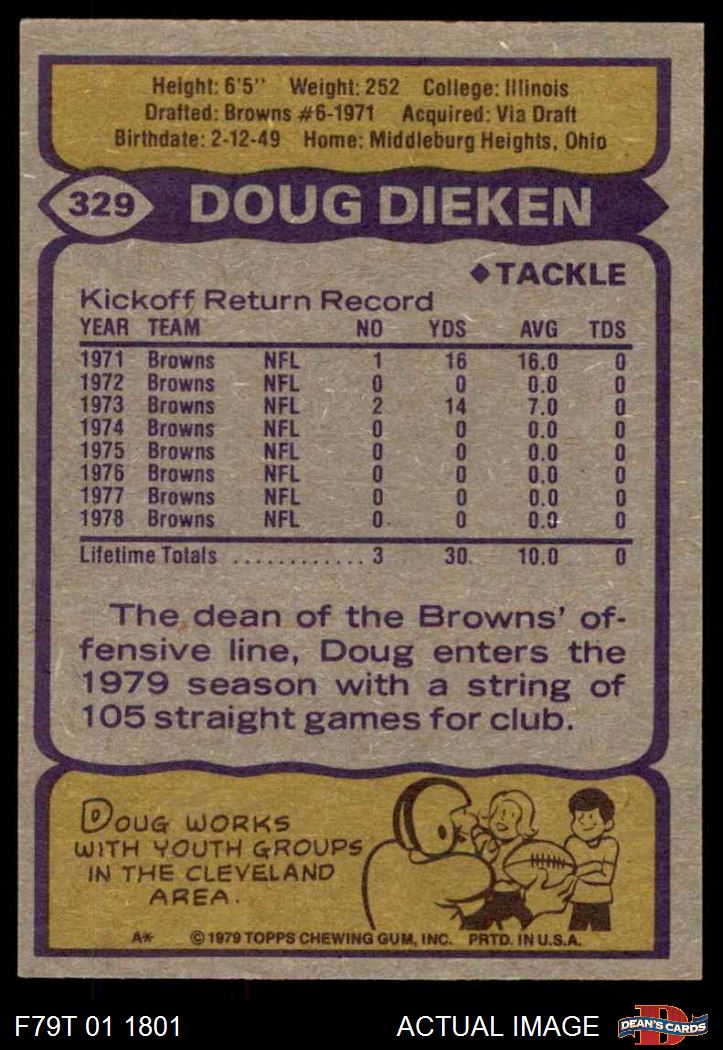 Height: 6'5" Weight: 252 College: Illinois
Drafted: Browns #6-1971 Acquired: Via Draft
Birthdate: 2-12-49 Home: Middleburg Heights, Ohio
329 DOUG DIEKEN
◆TACKLE
Kickoff Return Record
YEAR TEAM NO YDS AVG TDS
1971 Browns NFL 1 16 16.0 0
1972 Browns NFL 0 0 0.0 0
1973 Browns NFL 2 14 7.0 0
1974 Browns NFL 0 0 0.0 0
1975 Browns NFL 0 0 0.0 0
1976 Browns NFL 0 0 0.0 0
1977 Browns NFL 0 0 0.0 0
1978 Browns NFL 0 0 0.0 0
Lifetime Totals ............ 3 30 10.0 0
The dean of the Browns' of-
fensive line, Doug enters the
1979 season with a string of
105 straight games for club.
DOUG WORKS
WITH YOUTH GROUPS
IN THE CLEVELAND
AREA.
A* © 1979 TOPPS CHEWING GUM, INC. PRTD. IN U.S.A.
F79T 01 1801 ACTUAL IMAGE D DEAN'S CARDS